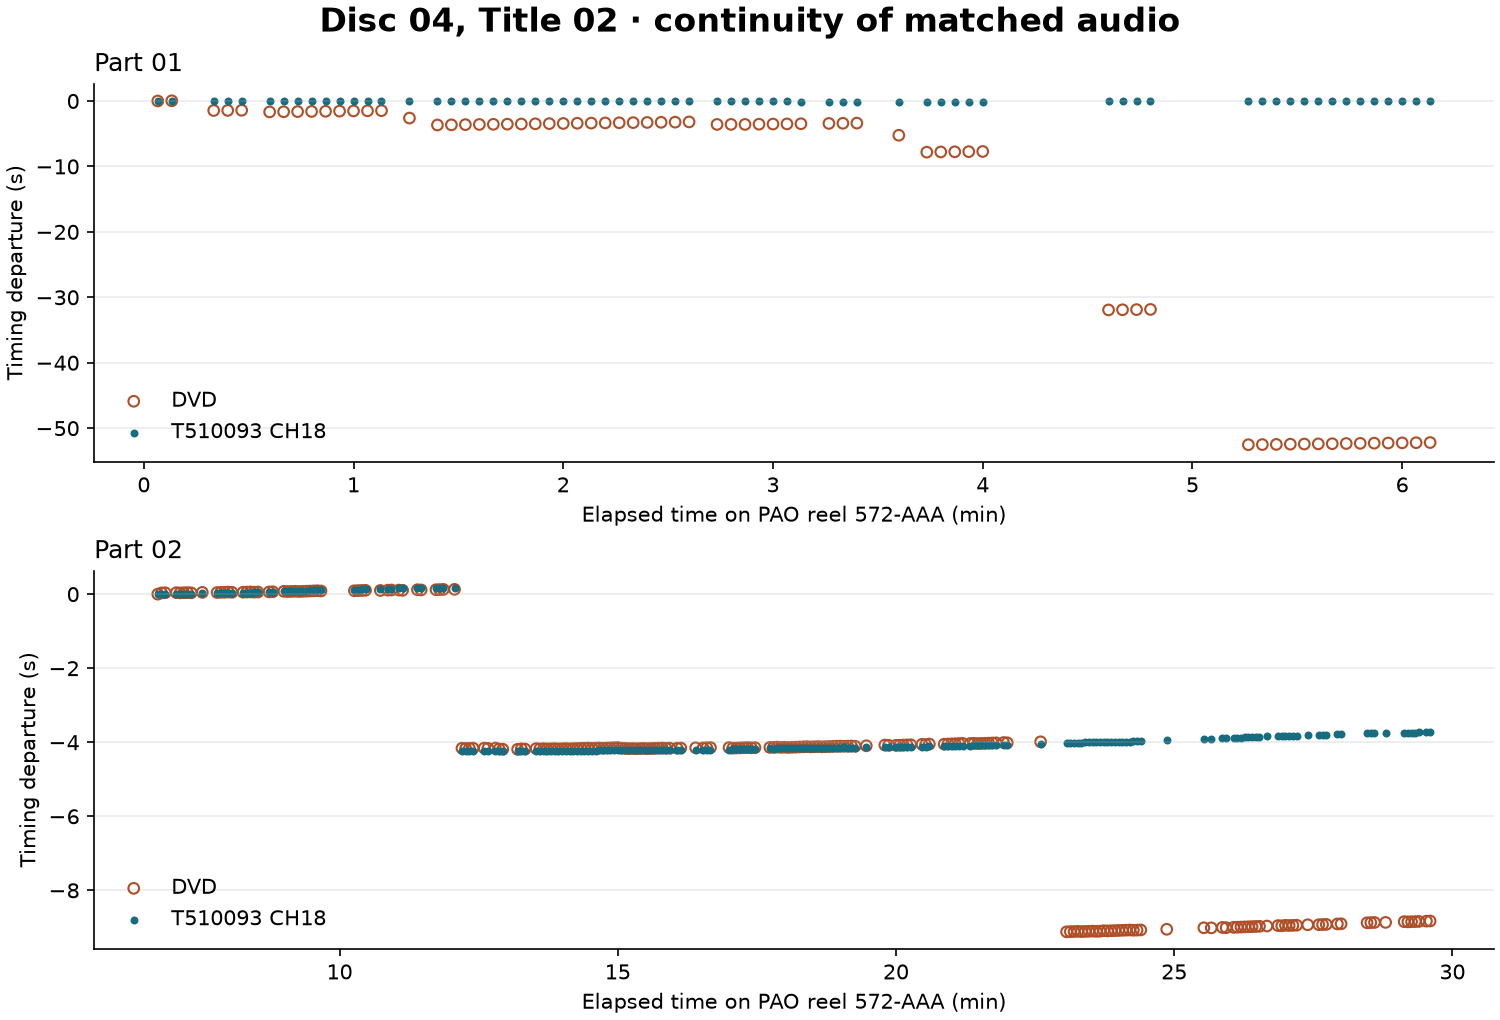 Disc 04, Title 02 · continuity of matched audio
Part 01
Timing departure (s)
0
−10
−20
−30
−40
−50
DVD
T510093 CH18
0 1 2 3 4 5 6
Elapsed time on PAO reel 572-AAA (min)
Part 02
Timing departure (s)
0
−2
−4
−6
−8
DVD
T510093 CH18
10 15 20 25 30
Elapsed time on PAO reel 572-AAA (min)